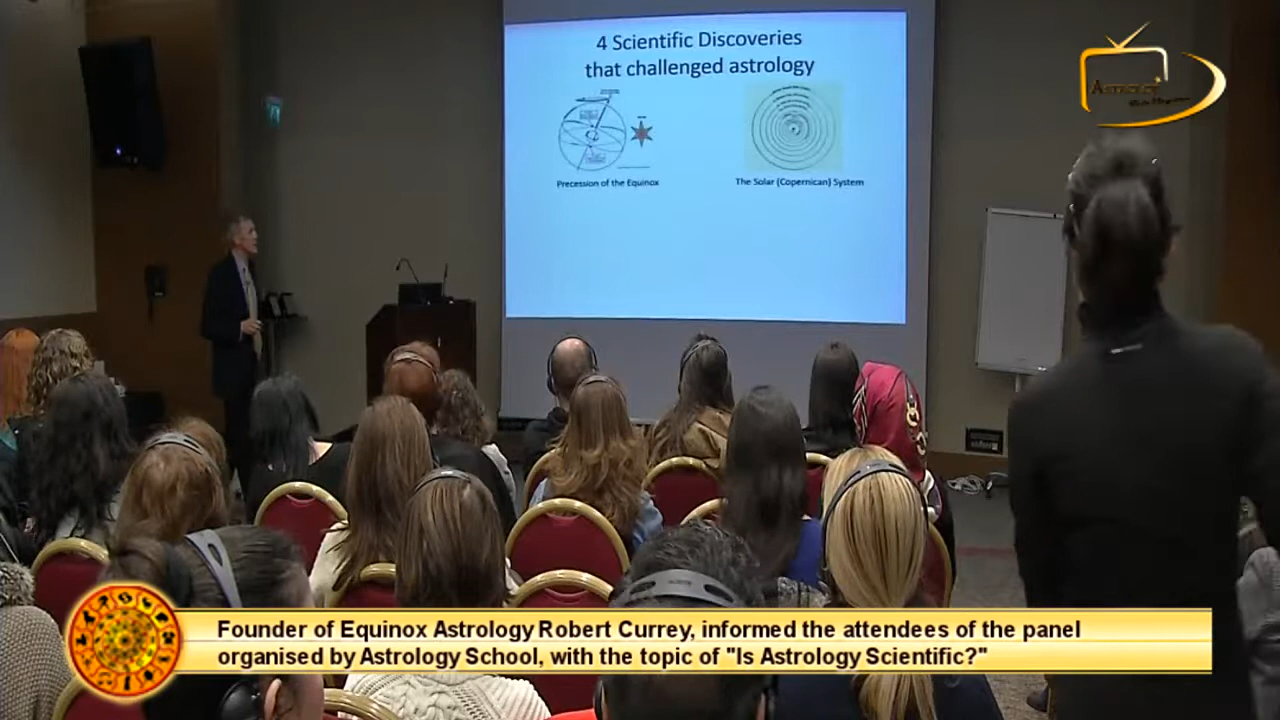 4 Scientific Discoveries
that challenged astrology
Precession of the Equinox
The Solar (Copernican) System
Founder of Equinox Astrology Robert Currey, informed the attendees of the panel
organised by Astrology School, with the topic of "Is Astrology Scientific?"